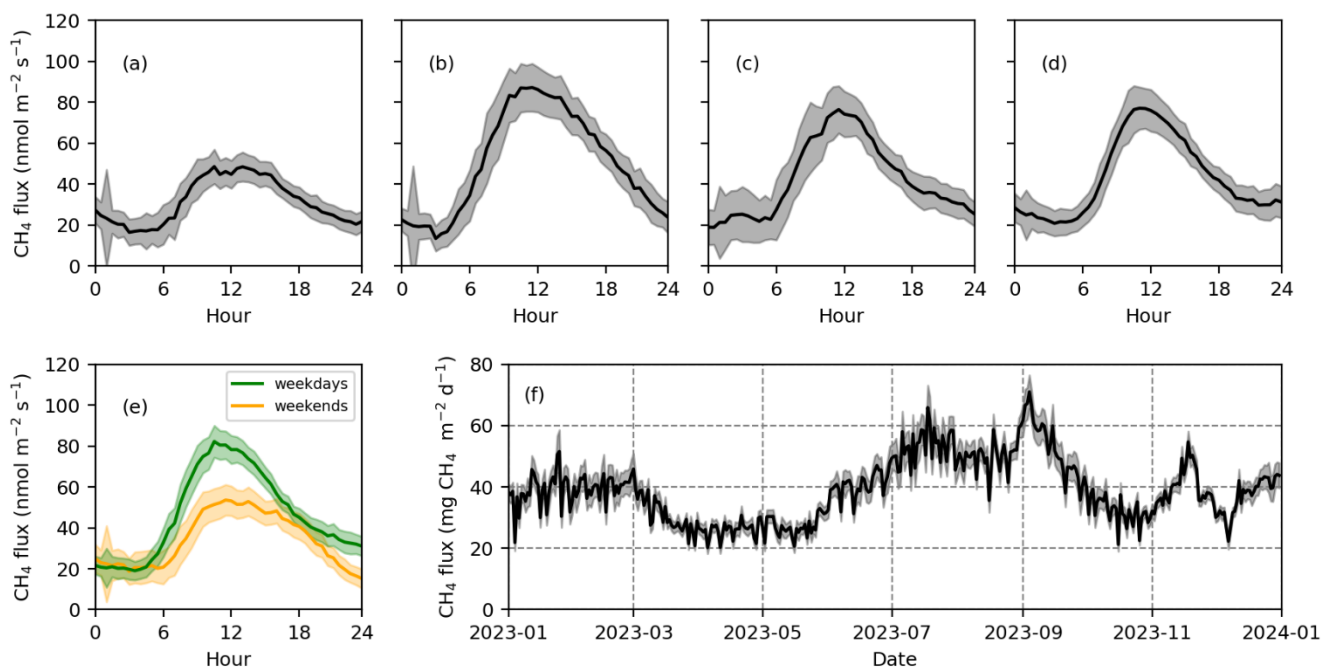 120
100
80
60
40
20
0
CH₄ flux (nmol m⁻² s⁻¹)
(a)
(b)
(c)
(d)
0 6 12 18 24
0 6 12 18 24
0 6 12 18 24
0 6 12 18 24
Hour
Hour
Hour
Hour
120
100
80
60
40
20
0
CH₄ flux (nmol m⁻² s⁻¹)
(e)
weekdays
weekends
0 6 12 18 24
Hour
80
60
40
20
0
CH₄ flux (mg CH₄ m⁻² d⁻¹)
(f)
2023-01 2023-03 2023-05 2023-07 2023-09 2023-11 2024-01
Date